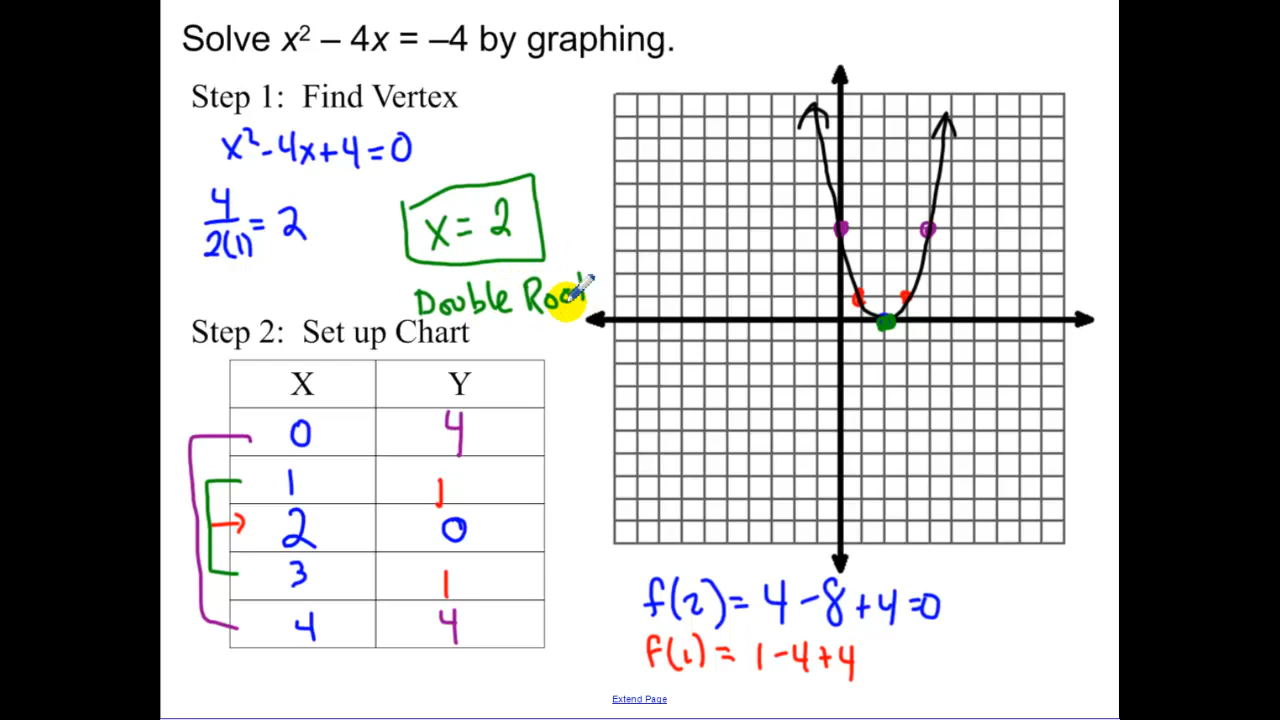 Solve x² – 4x = –4 by graphing.
Step 1: Find Vertex
x² - 4x + 4 = 0
4/2(1) = 2
x = 2
Double Root
Step 2: Set up Chart
X Y
0 4
1 1
2 0
3 1
4 4
f(2) = 4 - 8 + 4 = 0
f(1) = 1 - 4 + 4
Extend Page